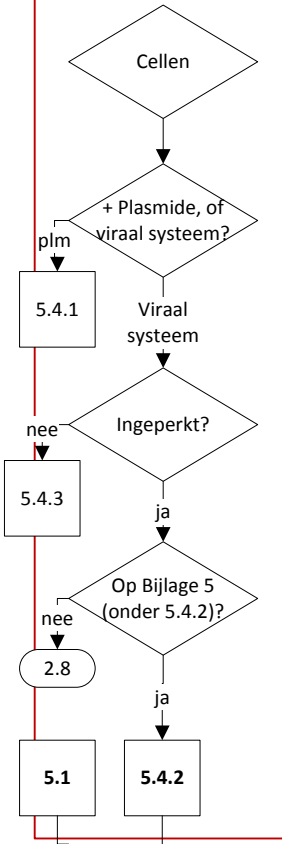 Cellen
+ Plasmide, of
viraal systeem?
plm
5.4.1
Viraal
systeem
Ingeperkt?
nee
5.4.3
ja
Op Bijlage 5
(onder 5.4.2)?
nee
2.8
ja
5.1
5.4.2